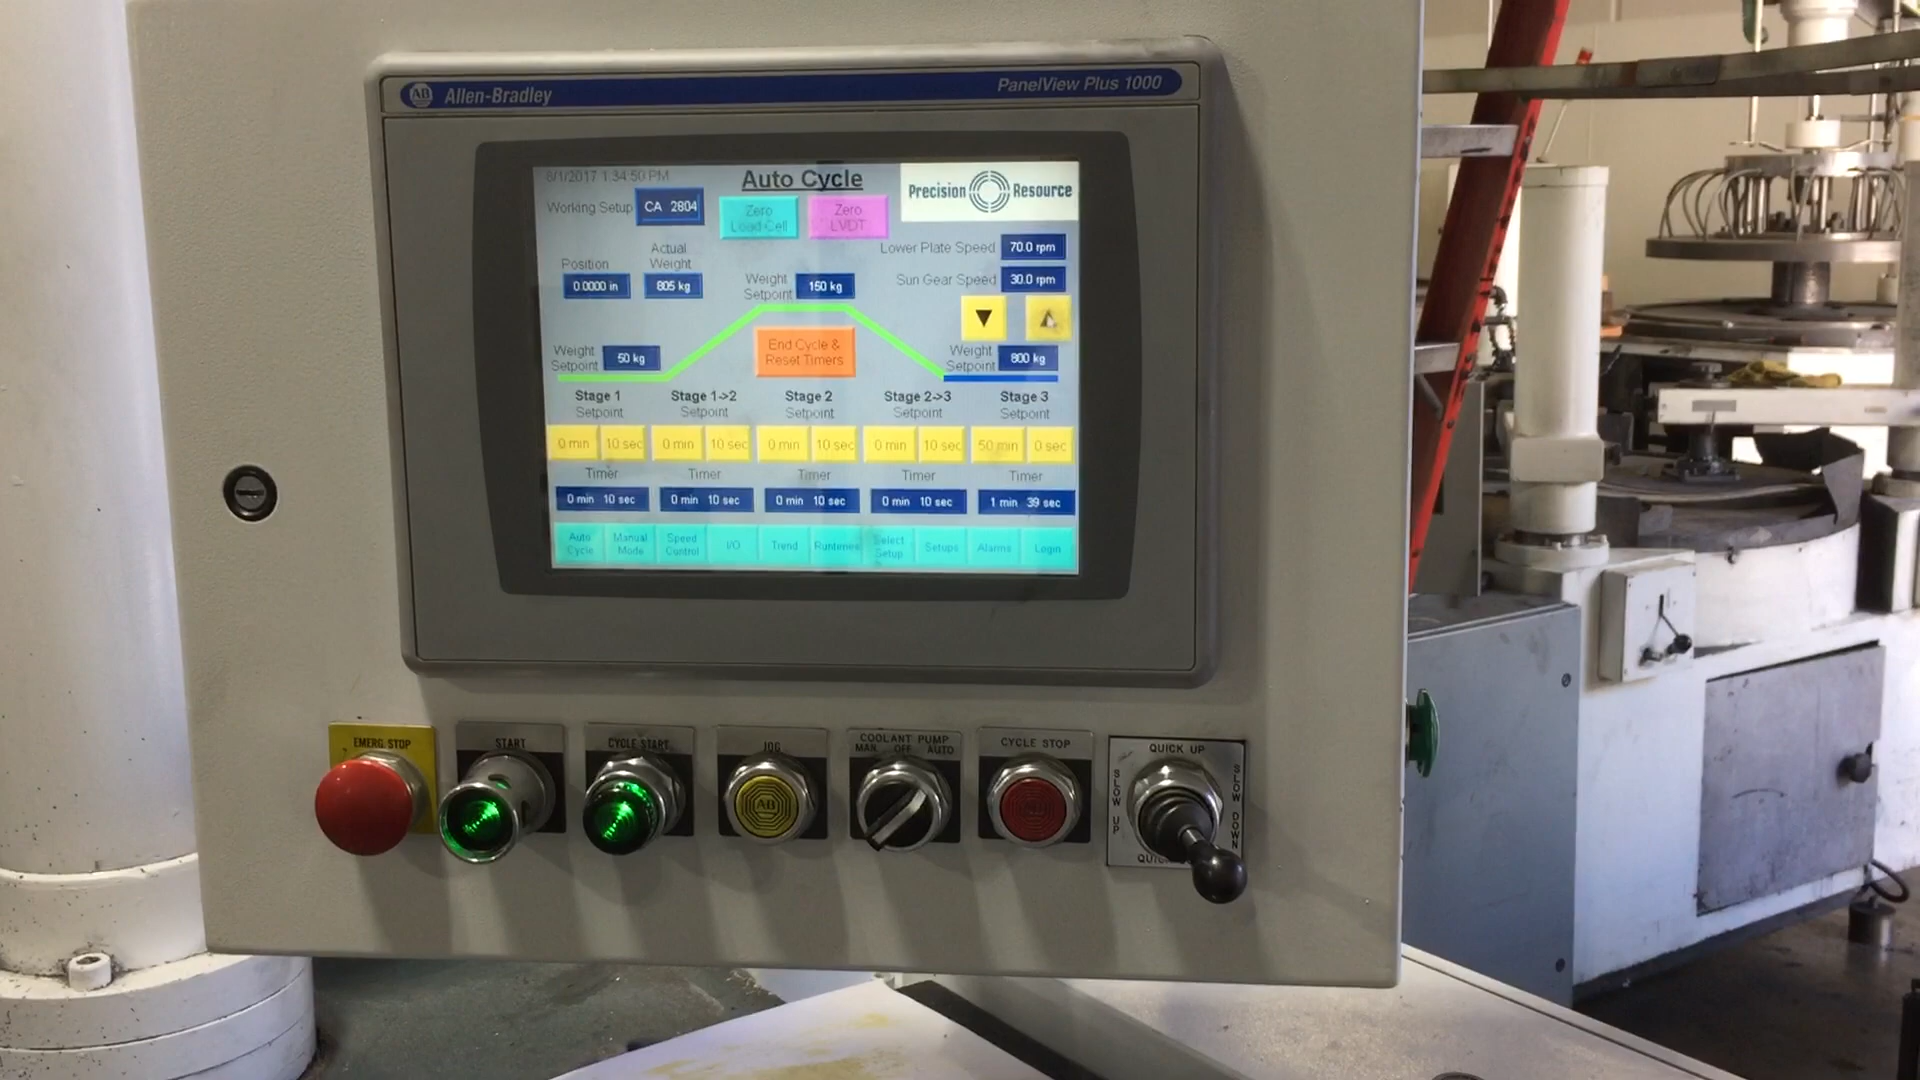 AB Allen-Bradley
PanelView Plus 1000
8/1/2017 1:34:50 PM
Auto Cycle
Precision Resource
Working Setup CA 2804
Zero
Load Cell
Zero
LVDT
Lower Plate Speed 70.0 rpm
Position
0.0000 in
Actual
Weight
805 kg
Weight
Setpoint 150 kg
Sun Gear Speed 30.0 rpm
Weight
Setpoint 50 kg
End Cycle &
Reset Timers
Weight
Setpoint 800 kg
Stage 1 Stage 1->2 Stage 2 Stage 2->3 Stage 3
Setpoint Setpoint Setpoint Setpoint Setpoint
0 min 10 sec 0 min 10 sec 0 min 10 sec 0 min 10 sec 50 min 0 sec
Timer Timer Timer Timer Timer
0 min 10 sec 0 min 10 sec 0 min 10 sec 0 min 10 sec 1 min 39 sec
Auto
Cycle
Manual
Mode
Speed
Control
I/O
Trend
Runtimes
Select
Setup
Setups
Alarms
Login
EMERG STOP
START
CYCLE START
JOG
AB
COOLANT PUMP
MAN. OFF AUTO
CYCLE STOP
QUICK UP
SLOW UP
SLOW DOWN